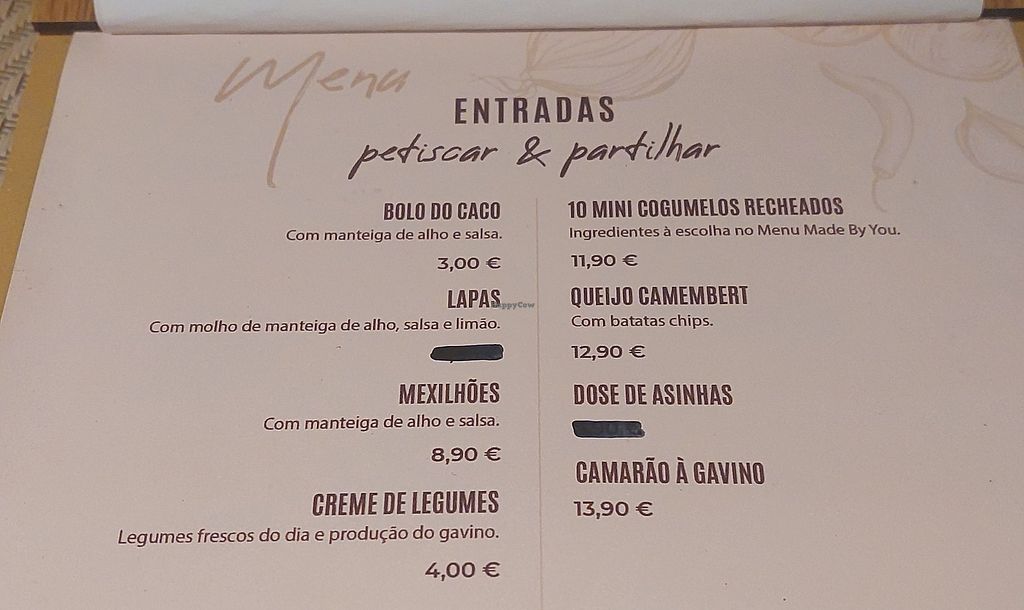 Menu
ENTRADAS
petiscar & partilhar
BOLO DO CACO
Com manteiga de alho e salsa.
3,00 €
LAPAS
Com molho de manteiga de alho, salsa e limão.
MEXILHÕES
Com manteiga de alho e salsa.
8,90 €
CREME DE LEGUMES
Legumes frescos do dia e produção do gavino.
4,00 €
10 MINI COGUMELOS RECHEADOS
Ingredientes à escolha no Menu Made By You.
11,90 €
QUEIJO CAMEMBERT
Com batatas chips.
12,90 €
DOSE DE ASINHAS
CAMARÃO À GAVINO
13,90 €
HappyCow